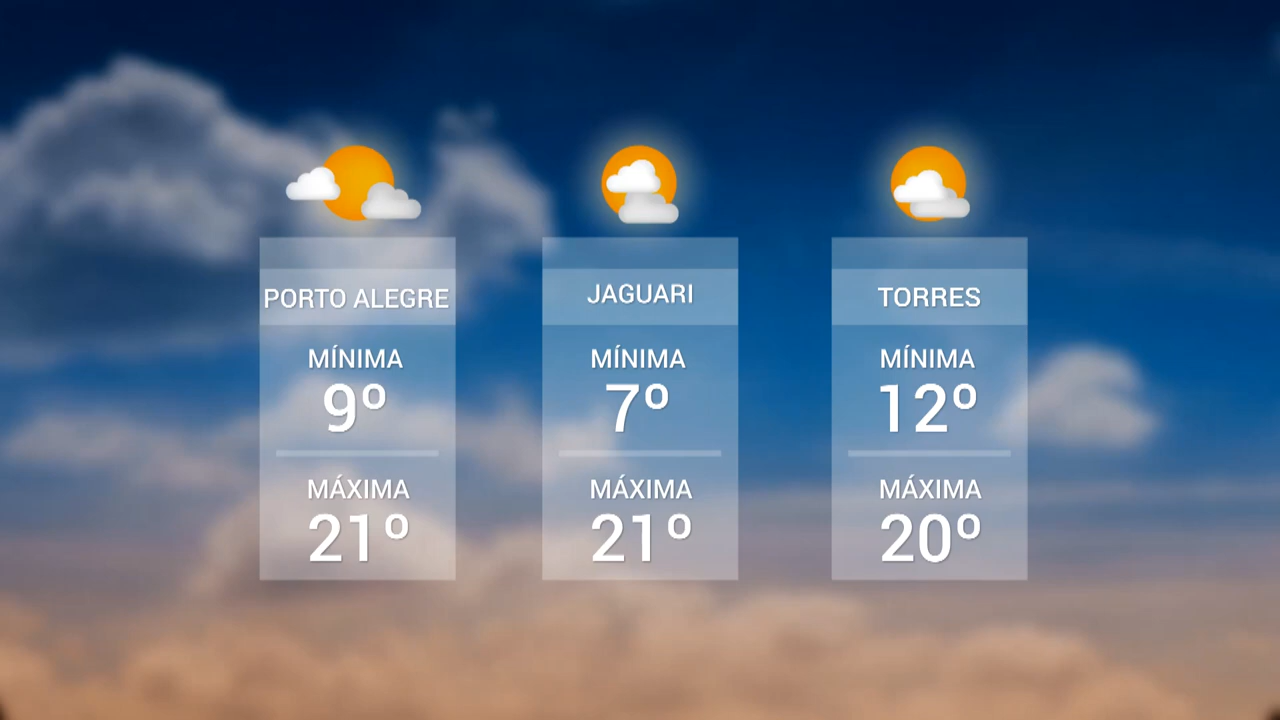 PORTO ALEGRE
MÍNIMA
9º
MÁXIMA
21º
JAGUARI
MÍNIMA
7º
MÁXIMA
21º
TORRES
MÍNIMA
12º
MÁXIMA
20º